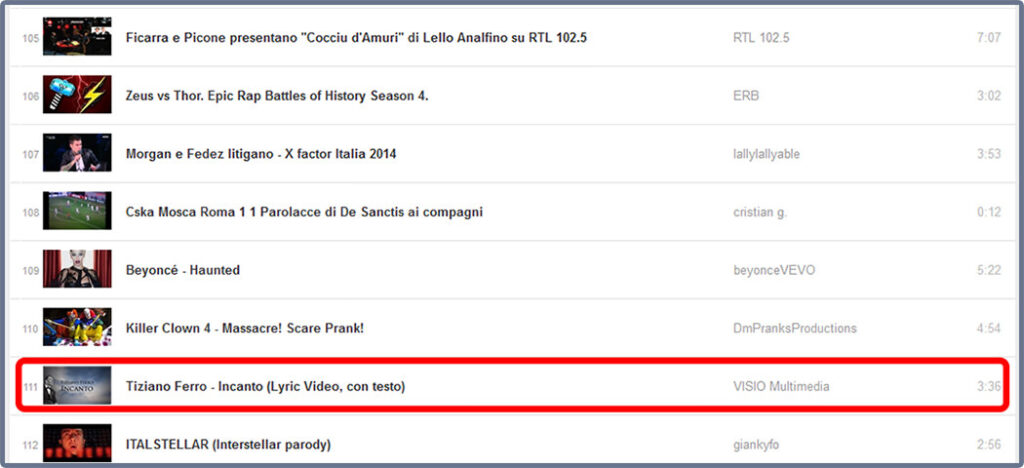 105 Ficarra e Picone presentano "Cocciu d'Amuri" di Lello Analfino su RTL 102.5 RTL 102.5 7:07
106 Zeus vs Thor. Epic Rap Battles of History Season 4. ERB 3:02
107 Morgan e Fedez litigano - X factor Italia 2014 lallylallyable 3:53
108 Cska Mosca Roma 1 1 Parolacce di De Sanctis ai compagni cristian g. 0:12
109 Beyoncé - Haunted beyonceVEVO 5:22
110 Killer Clown 4 - Massacre! Scare Prank! DmPranksProductions 4:54
TIZIANO FERRO
INCANTO
111 Tiziano Ferro - Incanto (Lyric Video, con testo) VISIO Multimedia 3:36
112 ITALSTELLAR (Interstellar parody) giankyfo 2:56